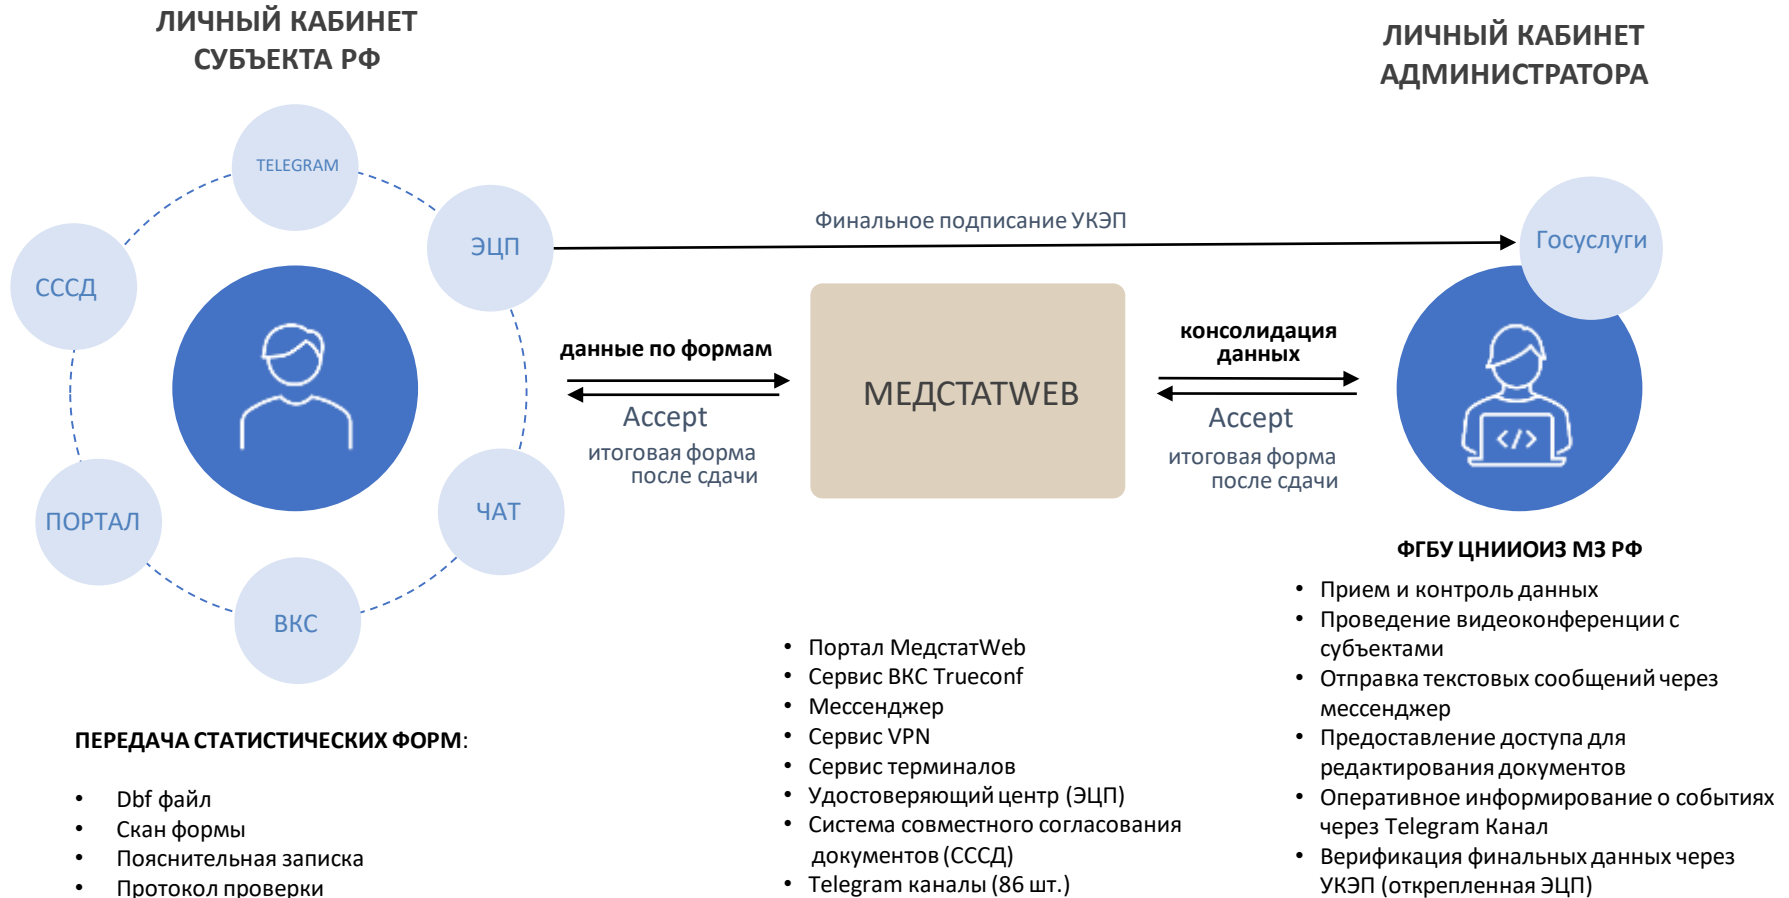 ЛИЧНЫЙ КАБИНЕТ
СУБЪЕКТА РФ
ЛИЧНЫЙ КАБИНЕТ
АДМИНИСТРАТОРА
TELEGRAM
ЭЦП
СССД
ПОРТАЛ
ВКС
ЧАТ
Финальное подписание УКЭП
Госуслуги
данные по формам
Accept
итоговая форма
после сдачи
МЕДСТАТWEB
консолидация
данных
Accept
итоговая форма
после сдачи
</>
ПЕРЕДАЧА СТАТИСТИЧЕСКИХ ФОРМ:
• Dbf файл
• Скан формы
• Пояснительная записка
• Протокол проверки
• Портал МедстатWeb
• Сервис ВКС Trueconf
• Мессенджер
• Сервис VPN
• Сервис терминалов
• Удостоверяющий центр (ЭЦП)
• Система совместного согласования
документов (СССД)
• Telegram каналы (86 шт.)
ФГБУ ЦНИИОИЗ МЗ РФ
• Прием и контроль данных
• Проведение видеоконференции с
субъектами
• Отправка текстовых сообщений через
мессенджер
• Предоставление доступа для
редактирования документов
• Оперативное информирование о событиях
через Telegram Канал
• Верификация финальных данных через
УКЭП (открепленная ЭЦП)